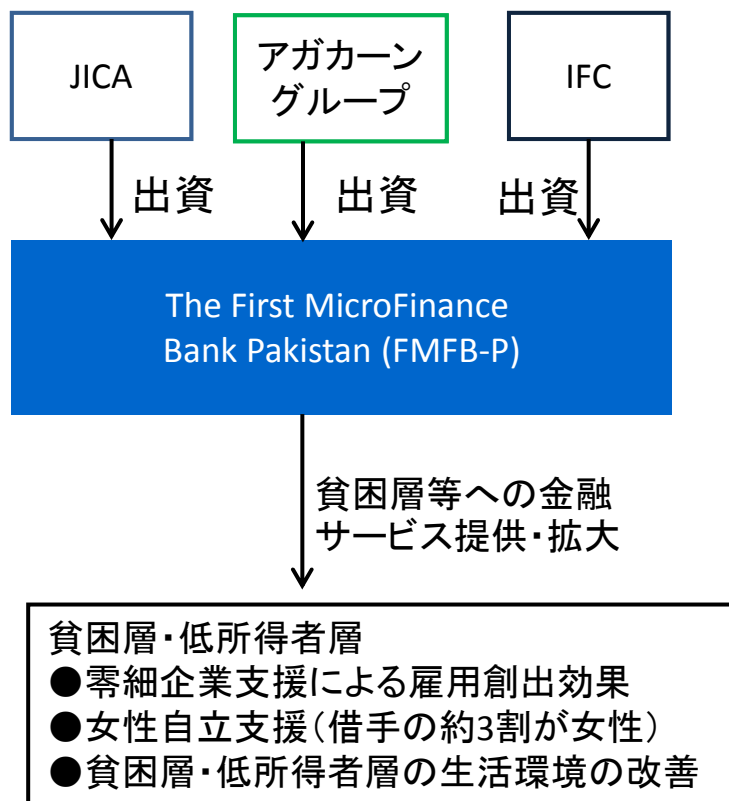 JICA
アガカーン
グループ
IFC
出資
出資
出資
The First MicroFinance
Bank Pakistan (FMFB-P)
貧困層等への金融
サービス提供・拡大
貧困層・低所得者層
●零細企業支援による雇用創出効果
●女性自立支援(借手の約3割が女性)
●貧困層・低所得者層の生活環境の改善